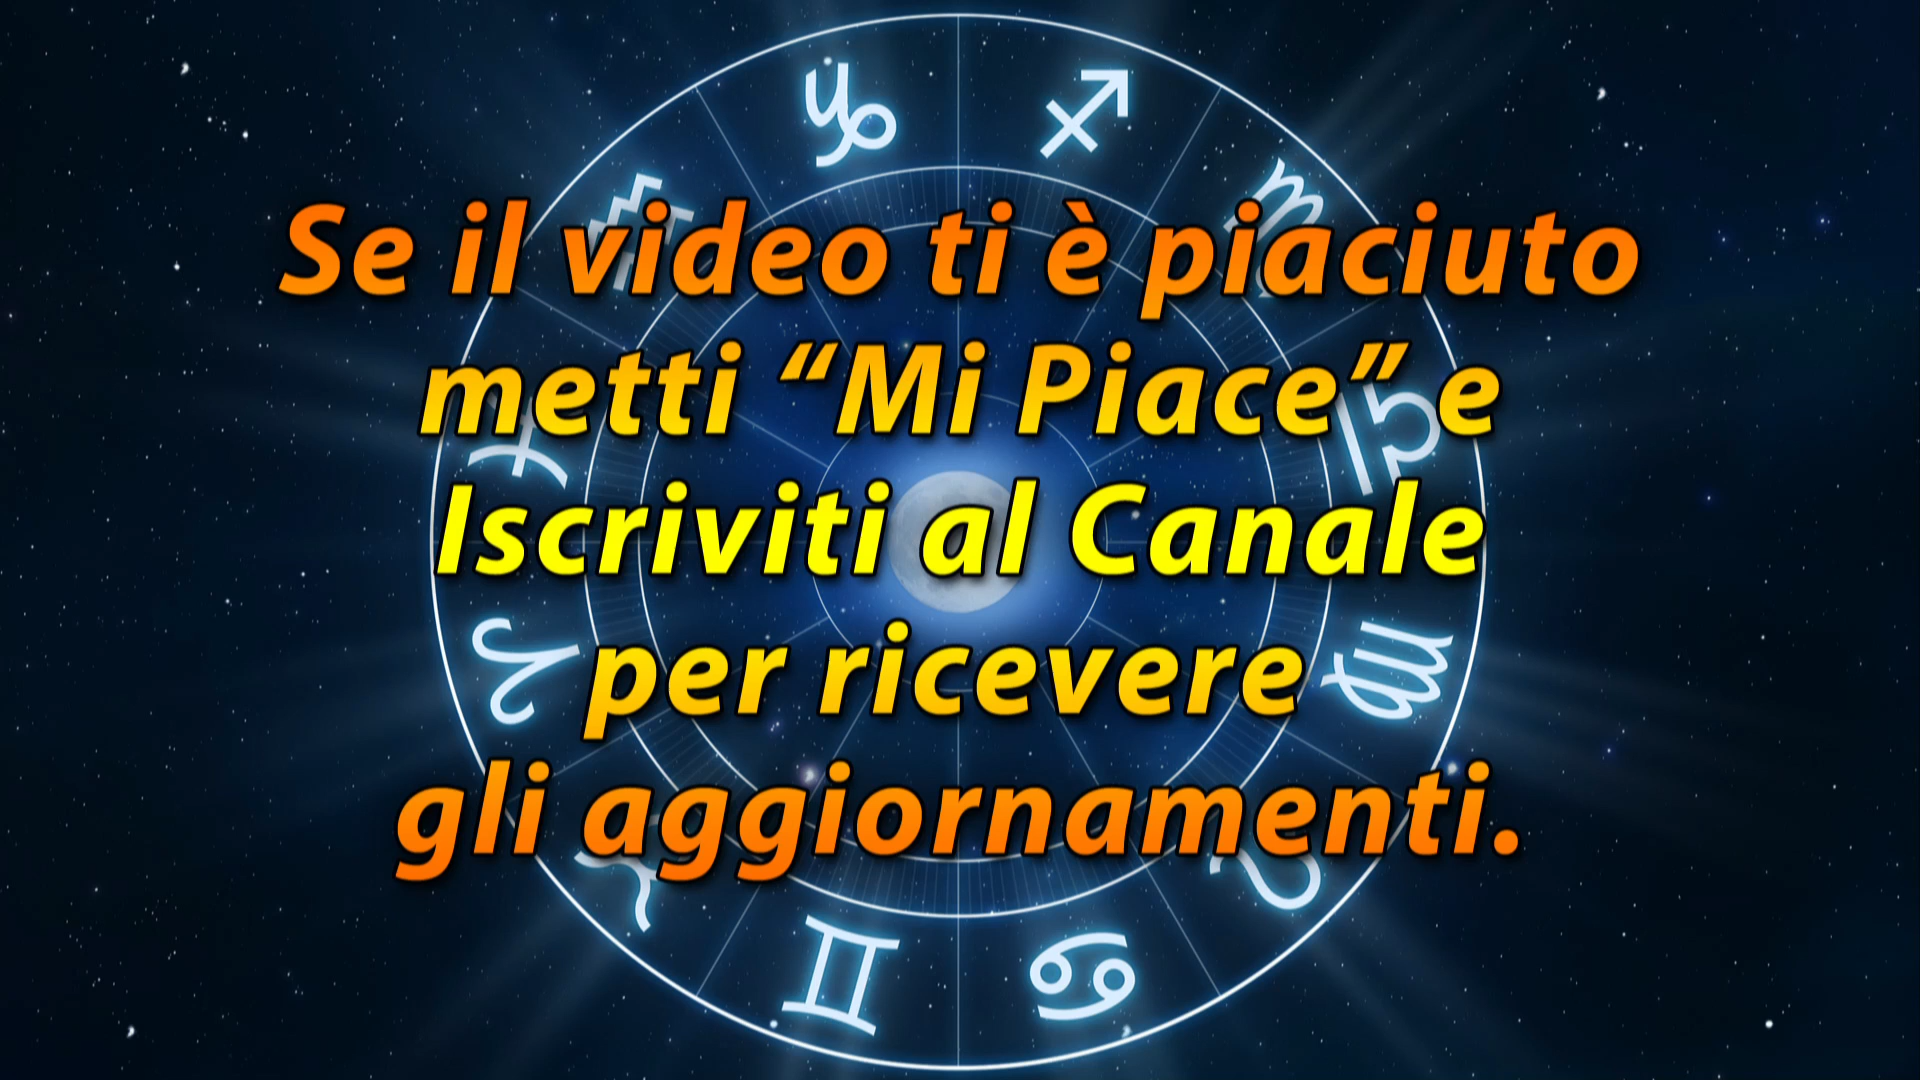 Se il video ti è piaciuto
metti “Mi Piace” e
Iscriviti al Canale
per ricevere
gli aggiornamenti.